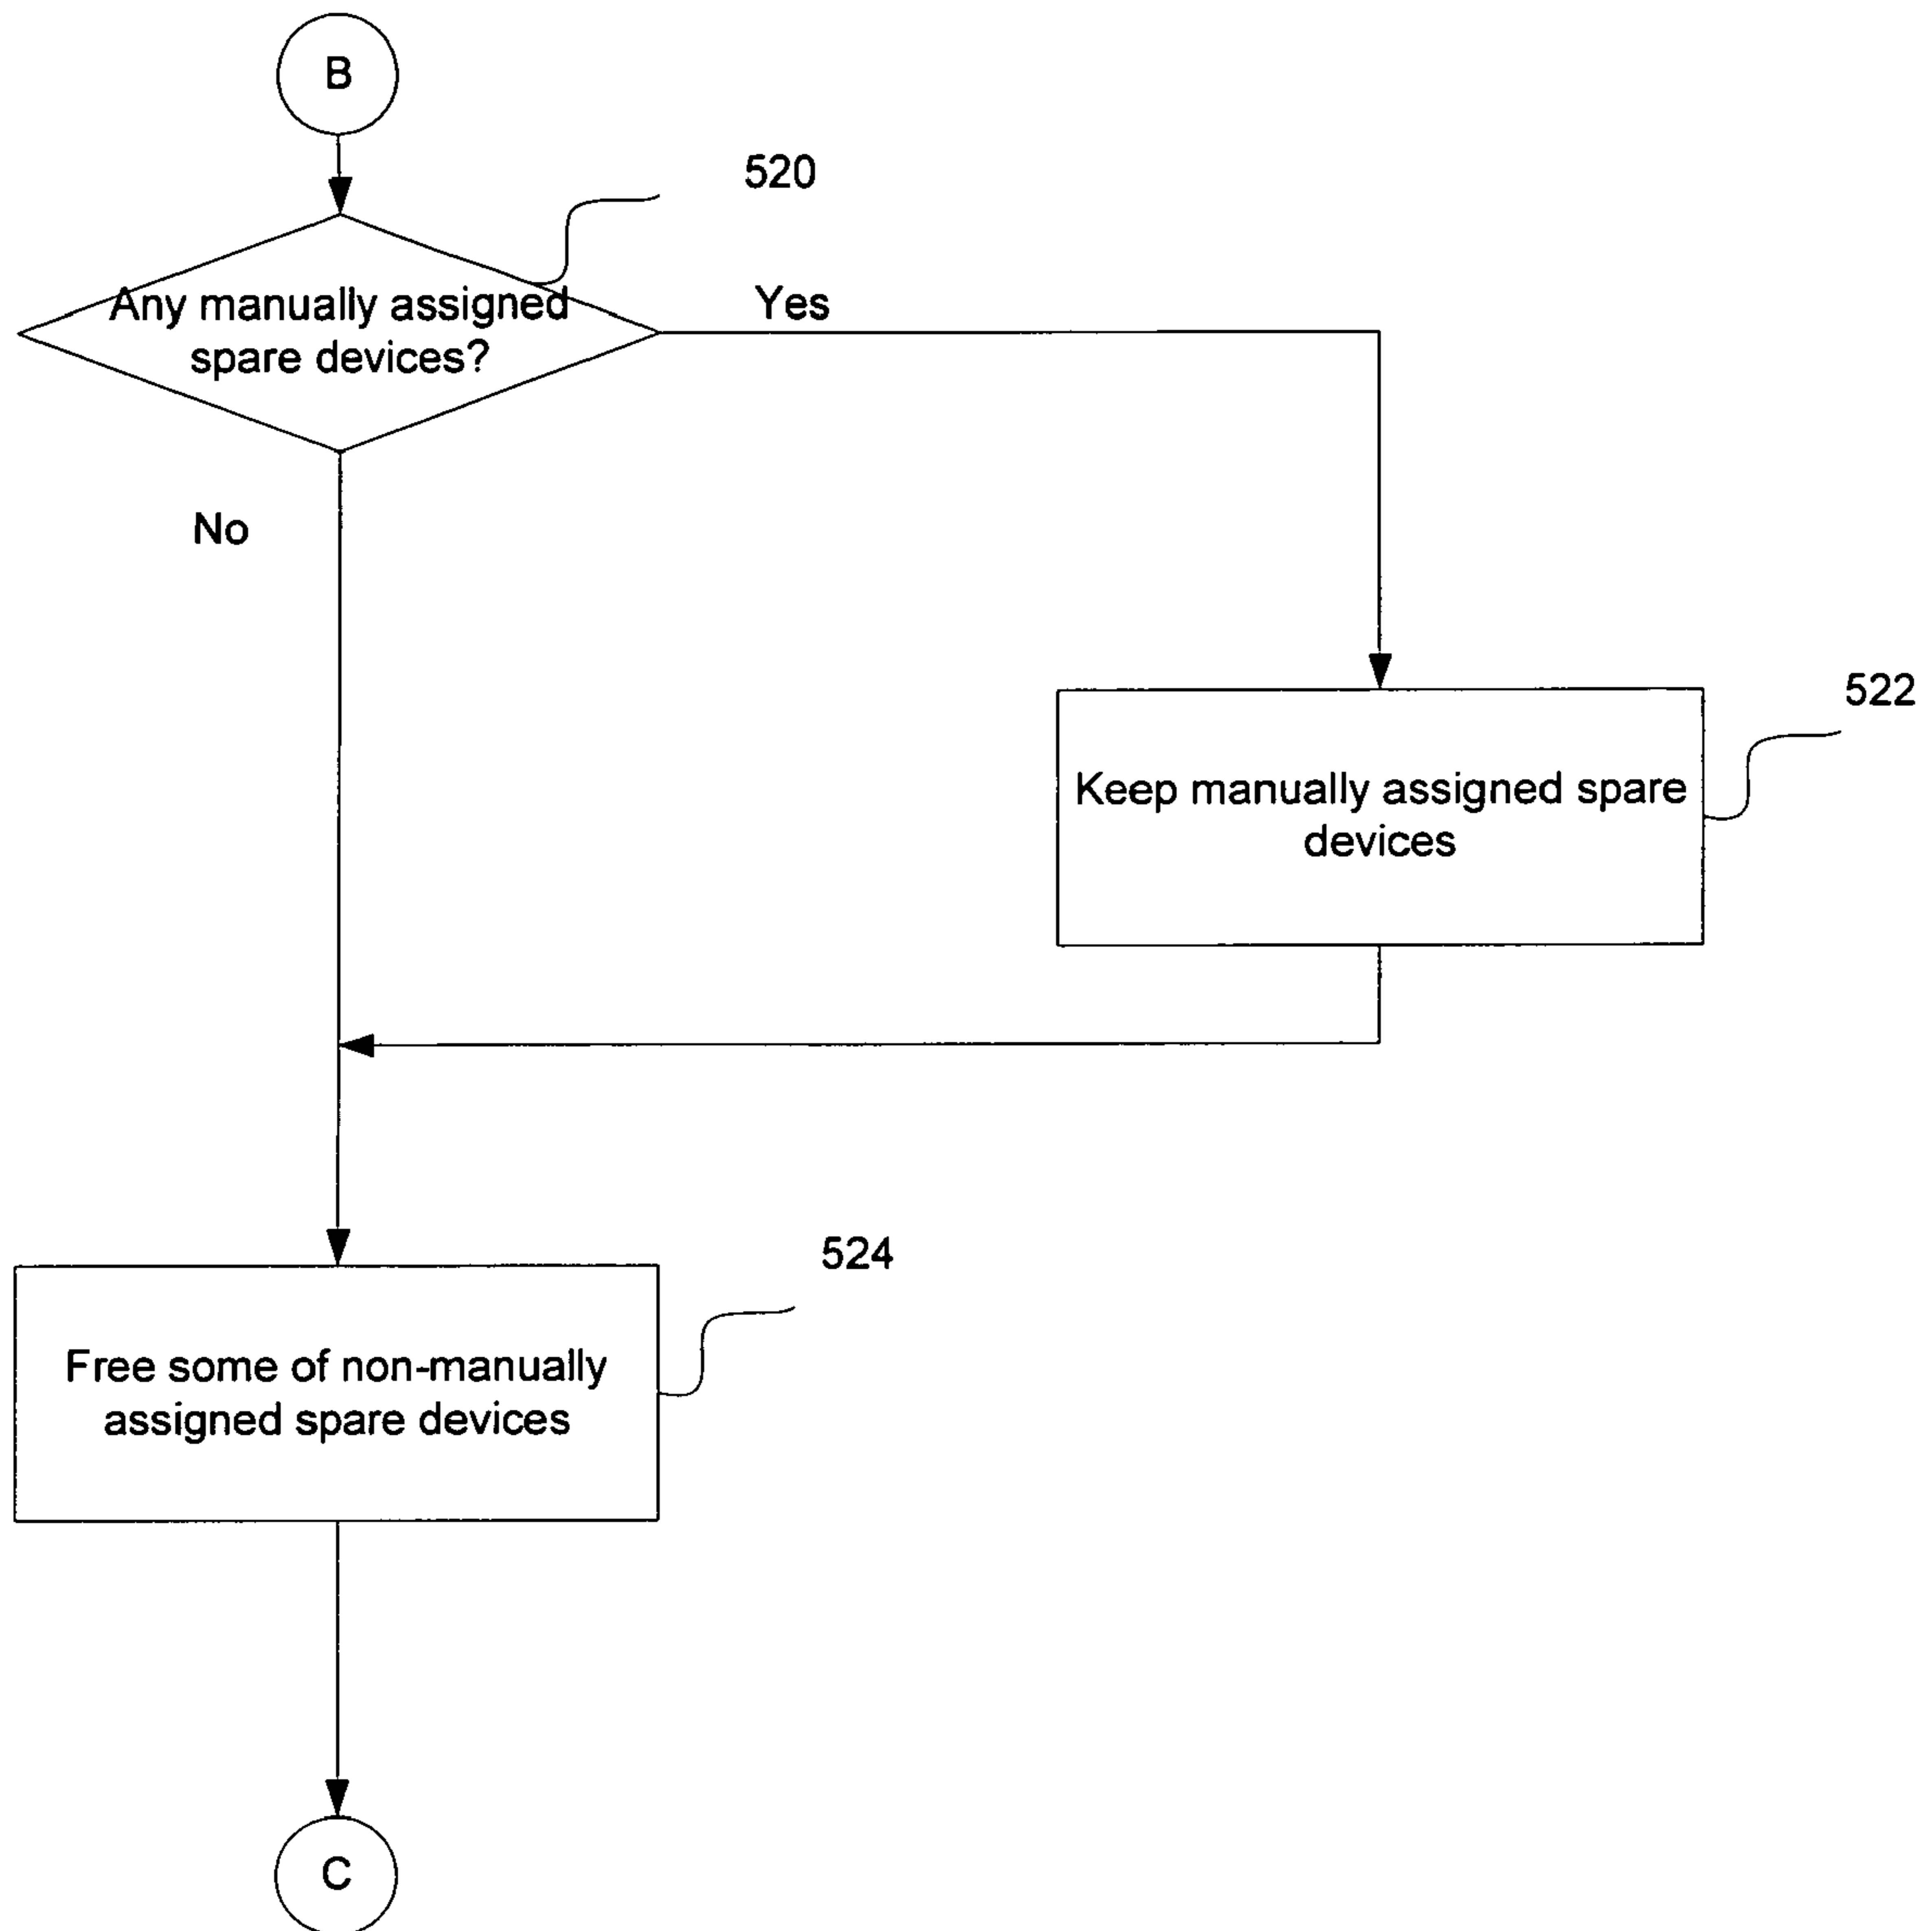 B
520
Any manually assigned
spare devices?
Yes
No
522
Keep manually assigned spare
devices
524
Free some of non-manually
assigned spare devices
C